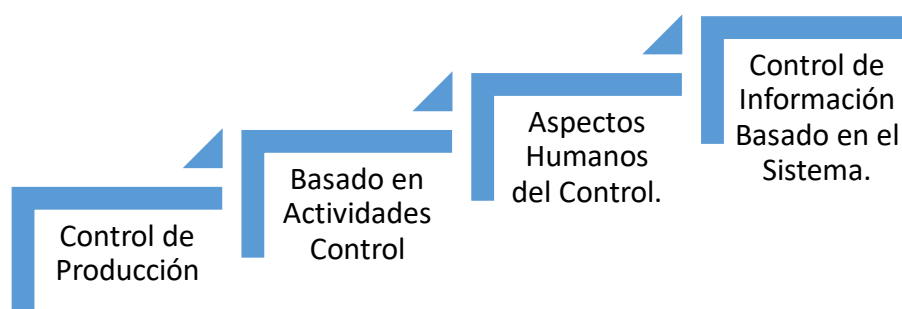 Control de
Producción
Basado en
Actividades
Control
Aspectos
Humanos
del Control.
Control de
Información
Basado en el
Sistema.